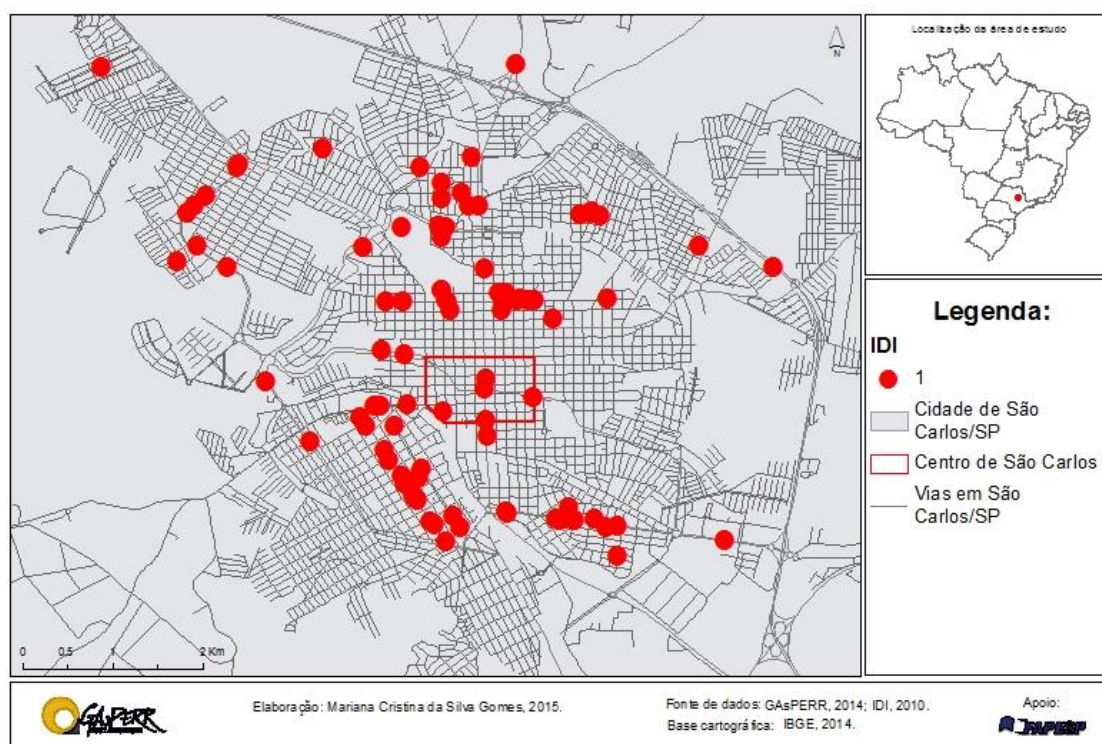 Localização da área de estudo
N
Legenda:
IDI
1
Cidade de São
Carlos/SP
Centro de São Carlos
Vias em São
Carlos/SP
0 0.5 1 2 Km
GAsPERR
Elaboração: Mariana Cristina da Silva Gomes, 2015.
Fonte de dados: GAsPERR, 2014; IDI, 2010.
Base cartográfica: IBGE, 2014.
Apoio:
FAPESP